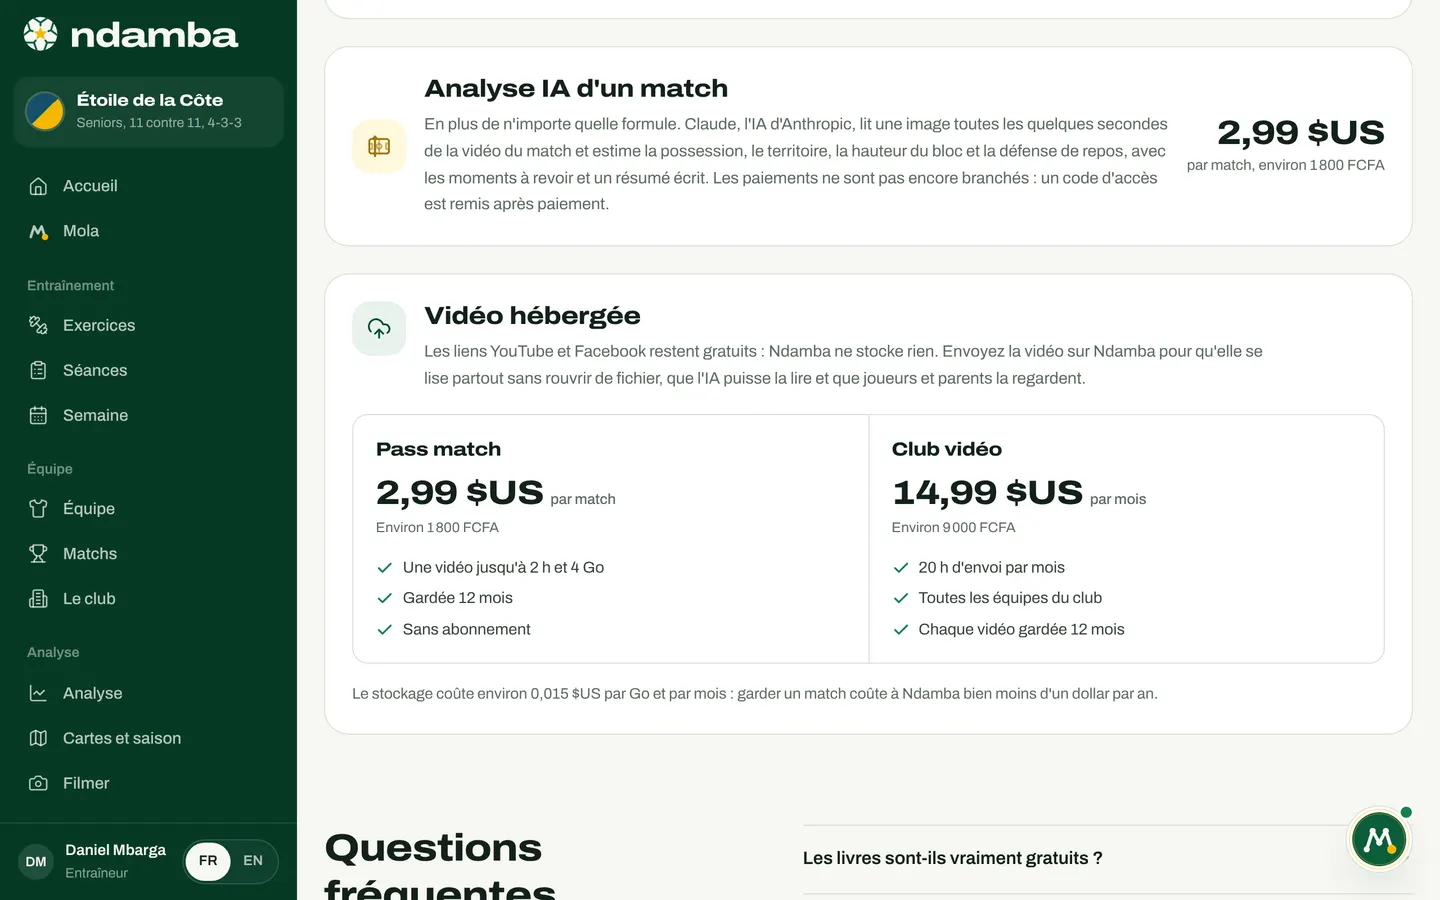 ndamba
Étoile de la Côte
Seniors, 11 contre 11, 4-3-3
Accueil
Mola
Entraînement
Exercices
Séances
Semaine
Équipe
Équipe
Matchs
Le club
Analyse
Analyse
Cartes et saison
Filmer
DM
Daniel Mbarga
Entraîneur
FR
EN
Analyse IA d'un match
En plus de n'importe quelle formule. Claude, l'IA d'Anthropic, lit une image toutes les quelques secondes
de la vidéo du match et estime la possession, le territoire, la hauteur du bloc et la défense de repos, avec
les moments à revoir et un résumé écrit. Les paiements ne sont pas encore branchés : un code d'accès
est remis après paiement.
2,99 $US
par match, environ 1 800 FCFA
Vidéo hébergée
Les liens YouTube et Facebook restent gratuits : Ndamba ne stocke rien. Envoyez la vidéo sur Ndamba pour qu'elle se
lise partout sans rouvrir de fichier, que l'IA puisse la lire et que joueurs et parents la regardent.
Pass match
2,99 $US par match
Environ 1 800 FCFA
Une vidéo jusqu'à 2 h et 4 Go
Gardée 12 mois
Sans abonnement
Club vidéo
14,99 $US par mois
Environ 9 000 FCFA
20 h d'envoi par mois
Toutes les équipes du club
Chaque vidéo gardée 12 mois
Le stockage coûte environ 0,015 $US par Go et par mois : garder un match coûte à Ndamba bien moins d'un dollar par an.
Questions
fréquentes
Les livres sont-ils vraiment gratuits ?